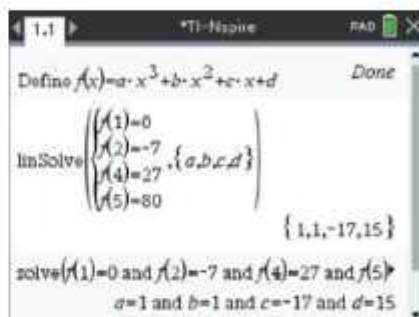 1.1 *TI-Nspire RAD
Define f(x)=a·x³+b·x²+c·x+d Done
linSolve({f(1)=0
f(2)=-7
f(4)=27
f(5)=80 ,{a,b,c,d})
{1,1,-17,15}
solve(f(1)=0 and f(2)=-7 and f(4)=27 and f(5)▸
a=1 and b=1 and c=-17 and d=15